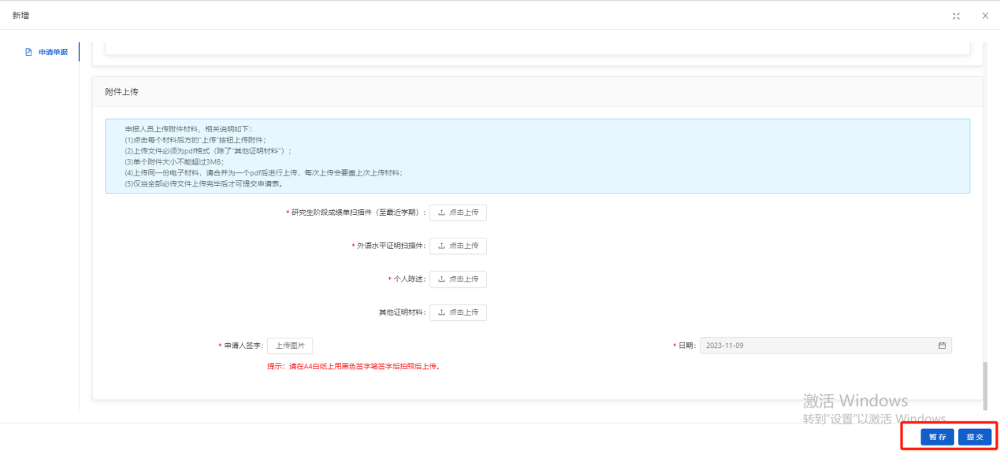 新增
申请单据
附件上传
申报人员上传附件材料，相关说明如下：
(1)点击每个材料后方的"上传"按钮上传附件；
(2)上传文件必须为pdf格式（除了"其他证明材料"）；
(3)单个附件大小不能超过3MB；
(4)上传同一份电子材料，请合并为一个pdf后进行上传，每次上传会要盖上次上传材料；
(5)仅当全部必传文件上传完毕后才可提交申请表。
* 研究生阶段成绩单扫描件（至最近学期）： 点击上传
* 外语水平证明扫描件： 点击上传
* 个人陈述： 点击上传
其他证明材料： 点击上传
* 申请人签字： 上传图片 * 日期： 2023-11-09
提示：请在A4白纸上用黑色签字笔签字后拍照后上传。
激活 Windows
转到"设置"以激活 Windows。
暂存 提交